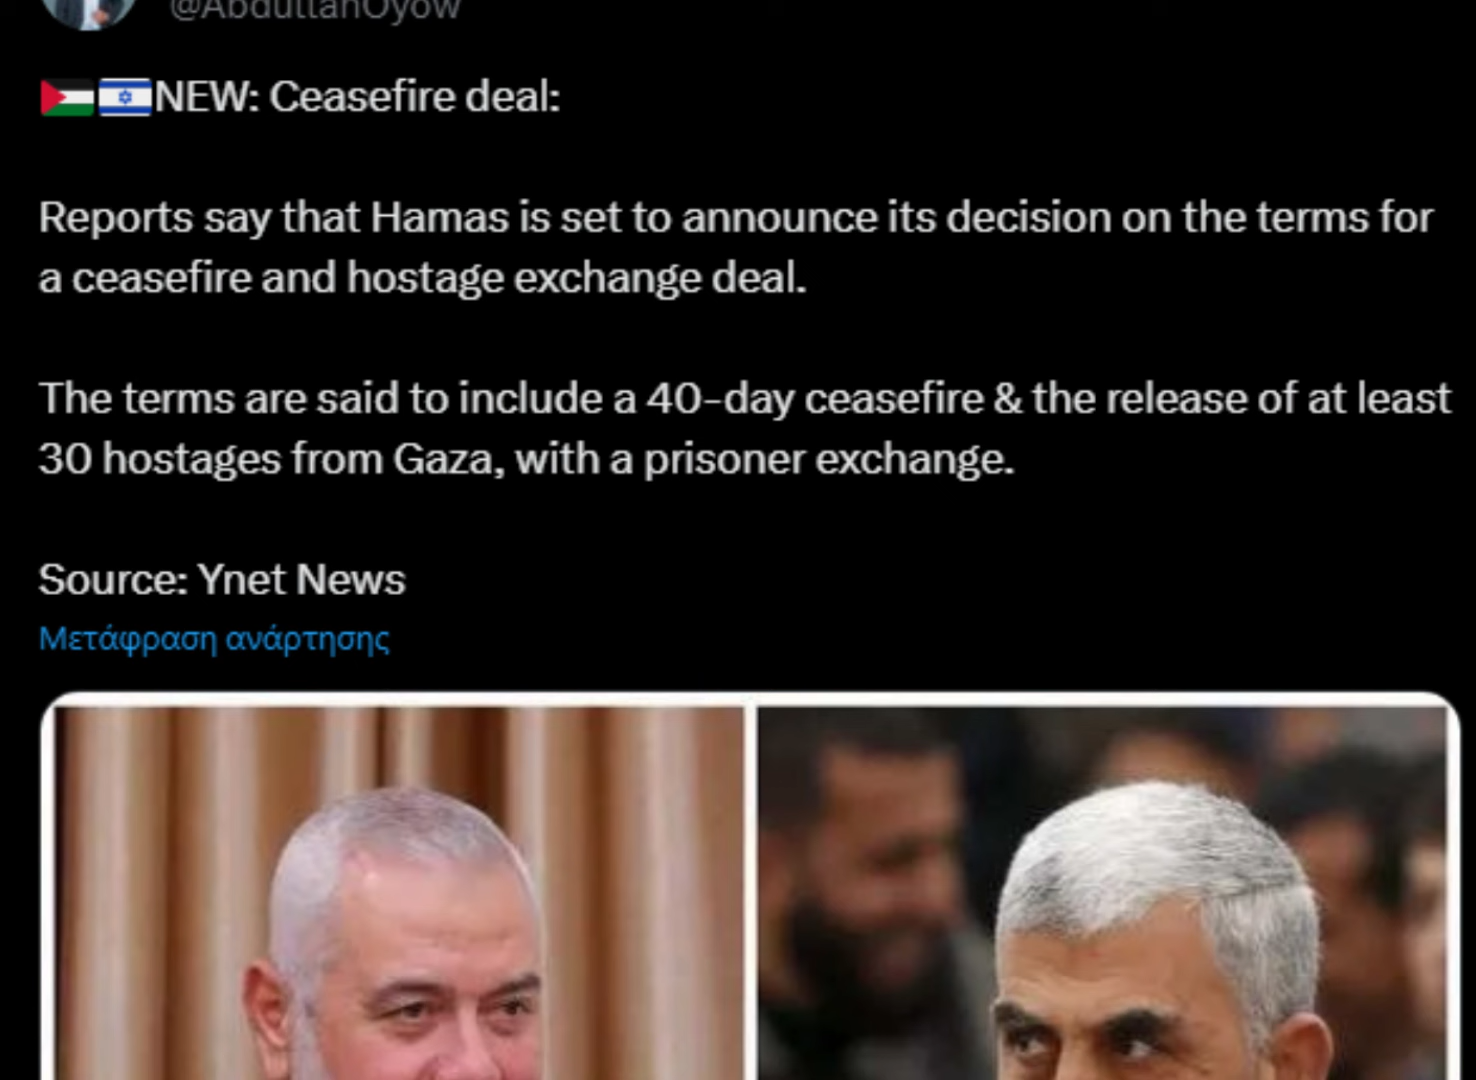 @AbdullahOyow
🇵🇸🇮🇱NEW: Ceasefire deal:
Reports say that Hamas is set to announce its decision on the terms for
a ceasefire and hostage exchange deal.
The terms are said to include a 40-day ceasefire & the release of at least
30 hostages from Gaza, with a prisoner exchange.
Source: Ynet News
Μετάφραση ανάρτησης